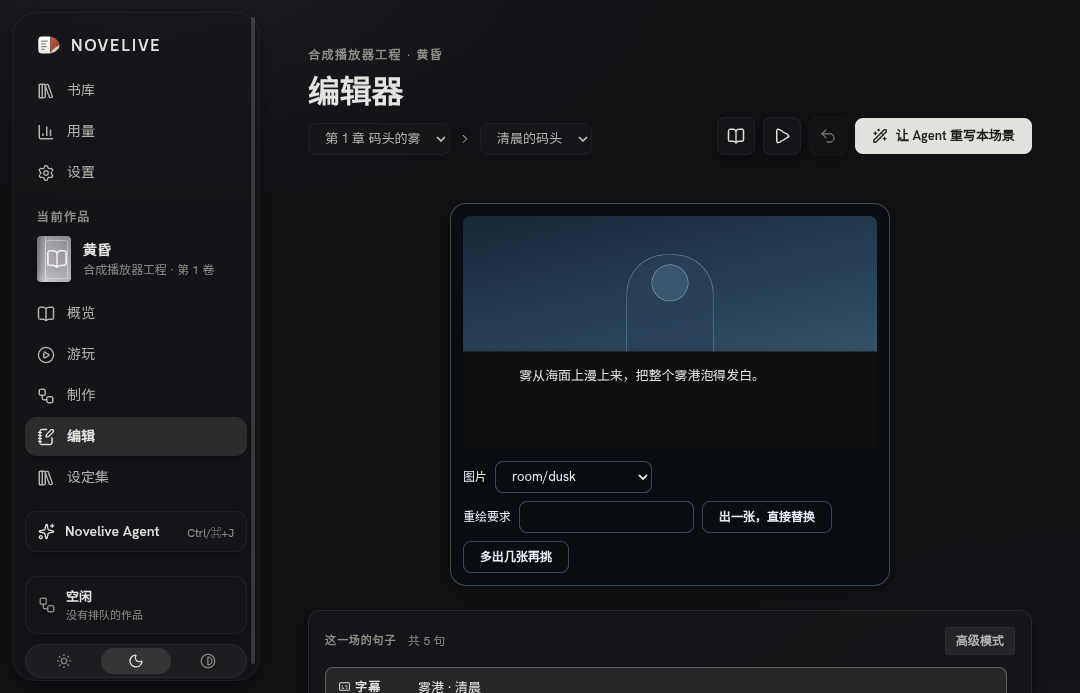 NOVELIVE
书库
用量
设置
当前作品
黄昏
合成播放器工程 · 第 1 卷
概览
游玩
制作
编辑
设定集
Novelive Agent
Ctrl/⌘+J
空闲
没有排队的作品
合成播放器工程 · 黄昏
编辑器
第 1 章 码头的雾
清晨的码头
让 Agent 重写本场景
雾从海面上漫上来，把整个雾港泡得发白。
图片
room/dusk
重绘要求
出一张，直接替换
多出几张再挑
这一场的句子 共 5 句
高级模式
字幕
雾港 · 清晨